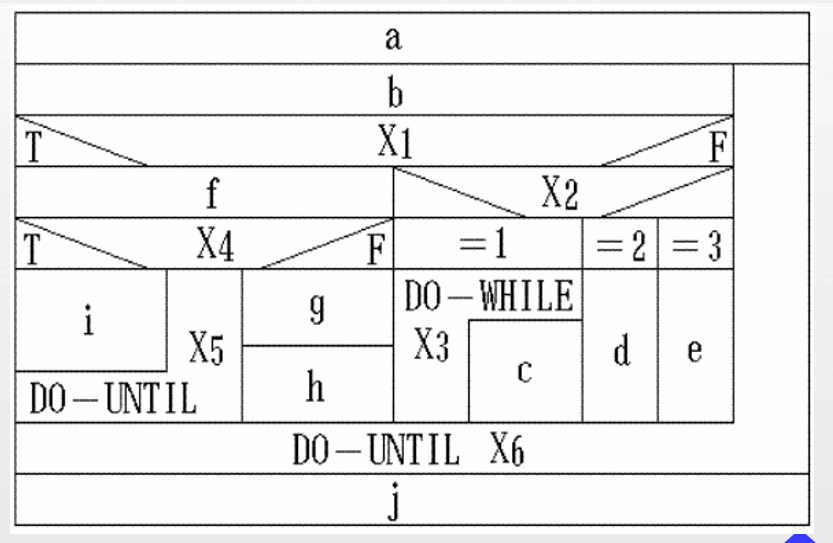 a
b
T X1 F
f X2
T X4 F =1 =2 =3
i g DO-WHILE
X5 X3 d e
DO-UNTIL h c
DO-UNTIL X6
j